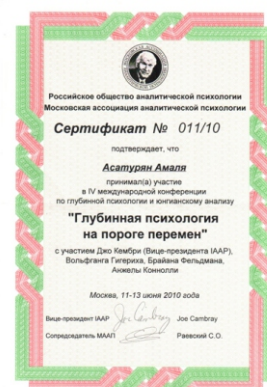 Российское общество аналитической психологии
Московская ассоциация аналитической психологии
Сертификат № 011/10
подтверждает, что
Асатурян Амаля
принимал(а) участие
в IV международной конференции
по глубинной психологии и юнгианскому анализу
"Глубинная психология
на пороге перемен"
с участием Джо Кембри (Вице-президента IAAP),
Вольфганга Гигериха, Брайана Фельдмана,
Анжелы Коннолли
Москва, 11-13 июня 2010 года
Вице-президент IAAP Joe Cambray Joe Cambray
Сопредседатель МААП Раевский С.О.